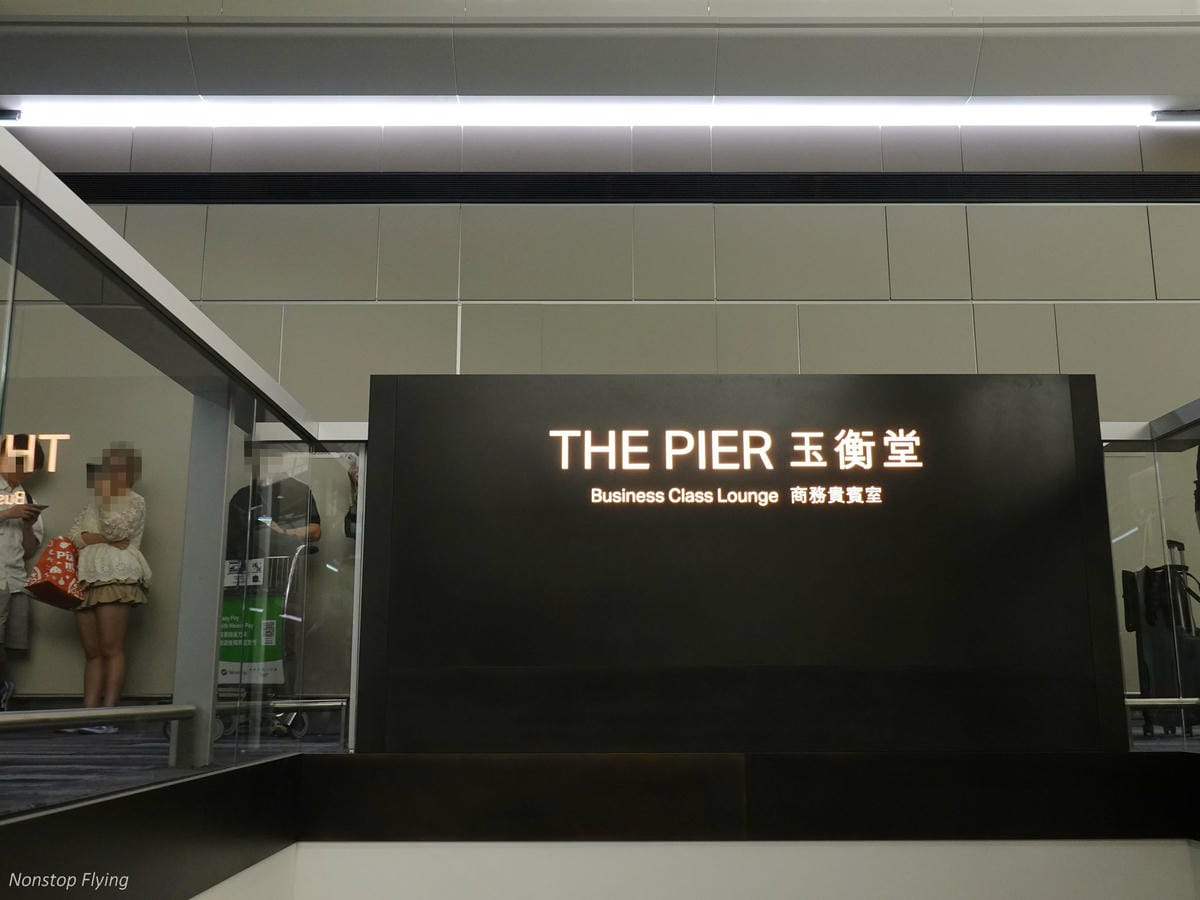 THE PIER 玉衡堂
Business Class Lounge 商務貴賓室
Nonstop Flying